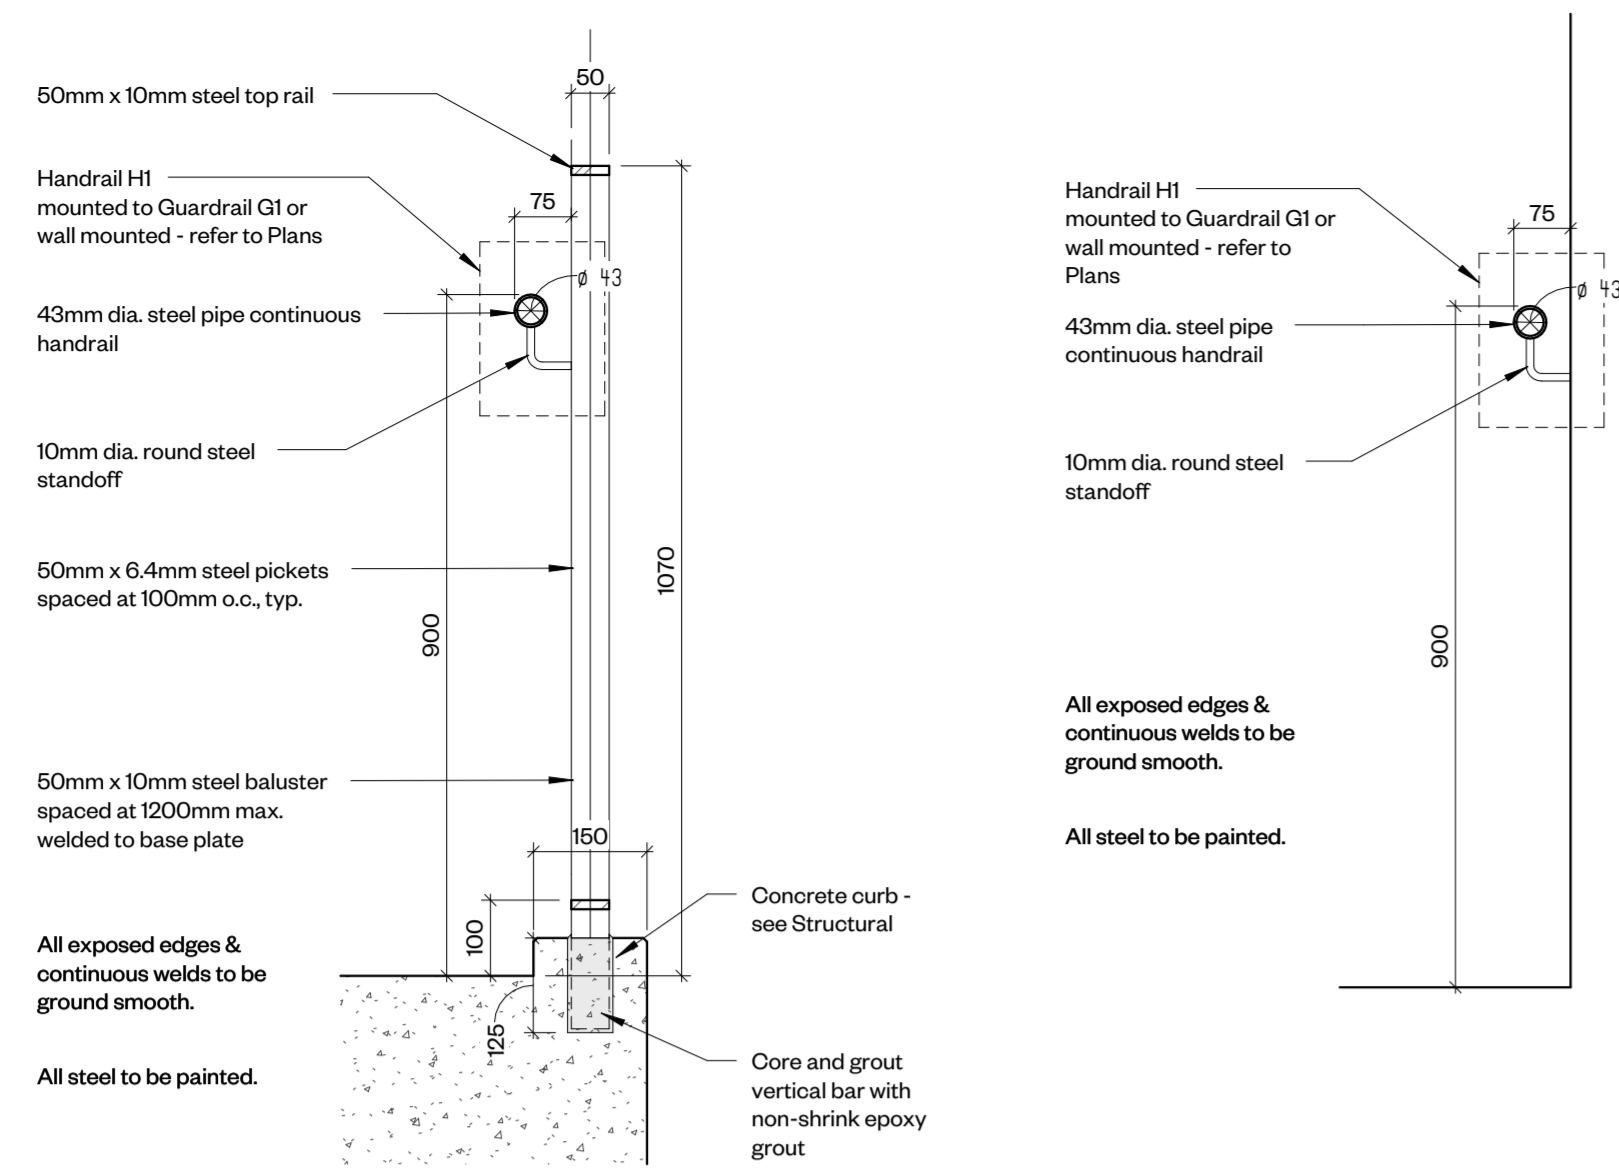 50mm x 10mm steel top rail
Handrail H1
mounted to Guardrail G1 or
wall mounted - refer to Plans
43mm dia. steel pipe continuous
handrail
10mm dia. round steel
standoff
50mm x 6.4mm steel pickets
spaced at 100mm o.c., typ.
50mm x 10mm steel baluster
spaced at 1200mm max.
welded to base plate
All exposed edges &
continuous welds to be
ground smooth.
All steel to be painted.
50
75
ø 43
900
1070
150
100
125
Concrete curb -
see Structural
Core and grout
vertical bar with
non-shrink epoxy
grout
Handrail H1
mounted to Guardrail G1 or
wall mounted - refer to
Plans
43mm dia. steel pipe
continuous handrail
10mm dia. round steel
standoff
All exposed edges &
continuous welds to be
ground smooth.
All steel to be painted.
75
ø 43
900